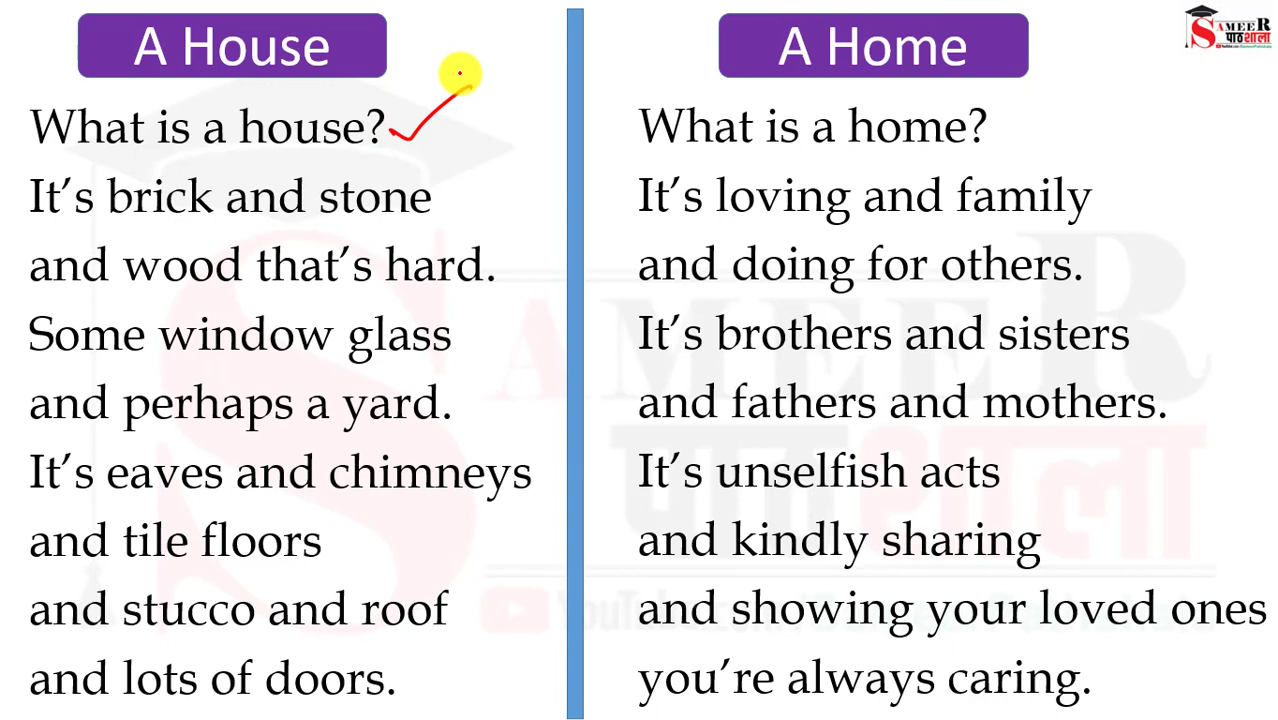 A House
What is a house?
It's brick and stone
and wood that's hard.
Some window glass
and perhaps a yard.
It's eaves and chimneys
and tile floors
and stucco and roof
and lots of doors.
A Home
What is a home?
It's loving and family
and doing for others.
It's brothers and sisters
and fathers and mothers.
It's unselfish acts
and kindly sharing
and showing your loved ones
you're always caring.
SAMEER
पाठशाला